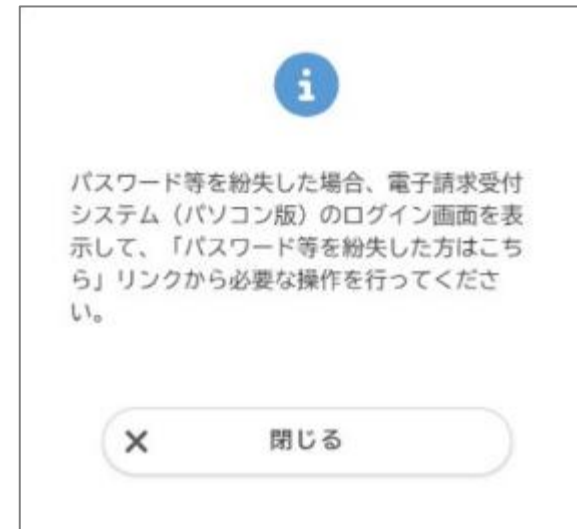 パスワード等を紛失した場合、電子請求受付
システム（パソコン版）のログイン画面を表
示して、「パスワード等を紛失した方はこち
ら」リンクから必要な操作を行ってくださ
い。
閉じる